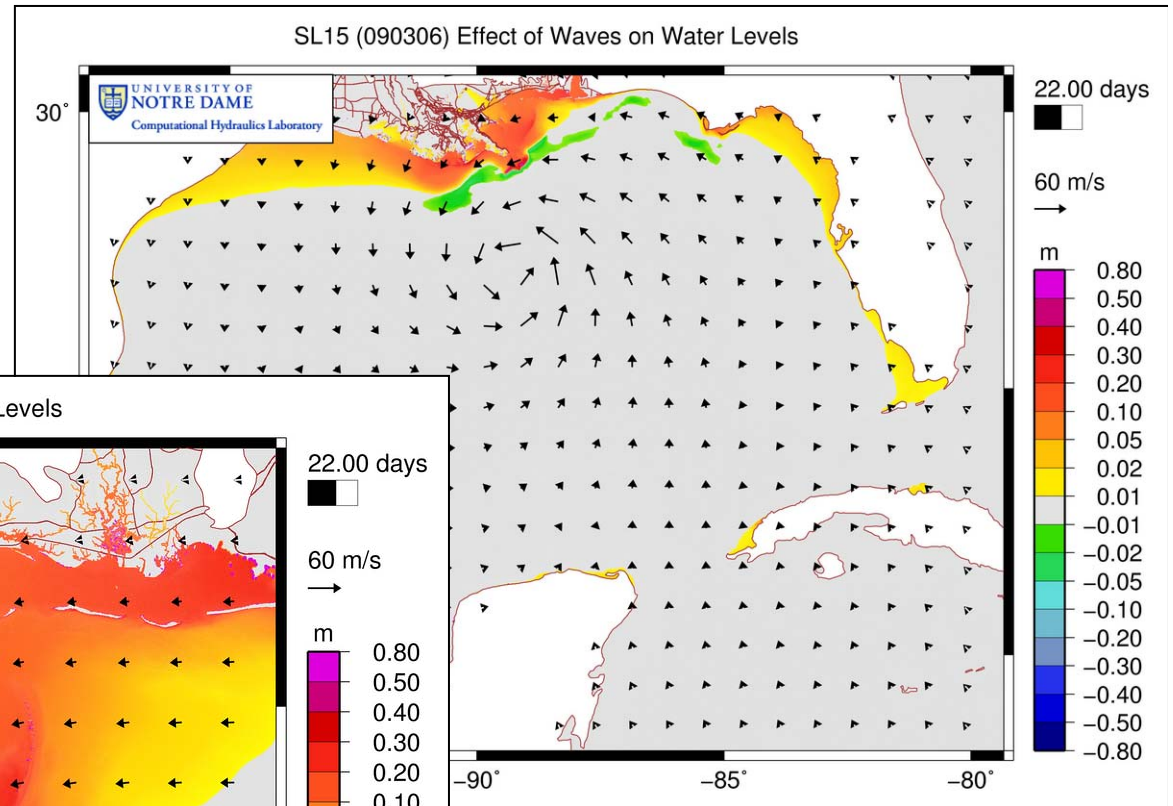 SL15 (090306) Effect of Waves on Water Levels
UNIVERSITY OF
NOTRE DAME
Computational Hydraulics Laboratory
30°
22.00 days
60 m/s
m
0.80
0.50
0.40
0.30
0.20
0.10
0.05
0.02
0.01
−0.01
−0.02
−0.05
−0.10
−0.20
−0.30
−0.40
−0.50
−0.80
−90°
−85°
−80°
Levels
22.00 days
60 m/s
m
0.80
0.50
0.40
0.30
0.20
0.10